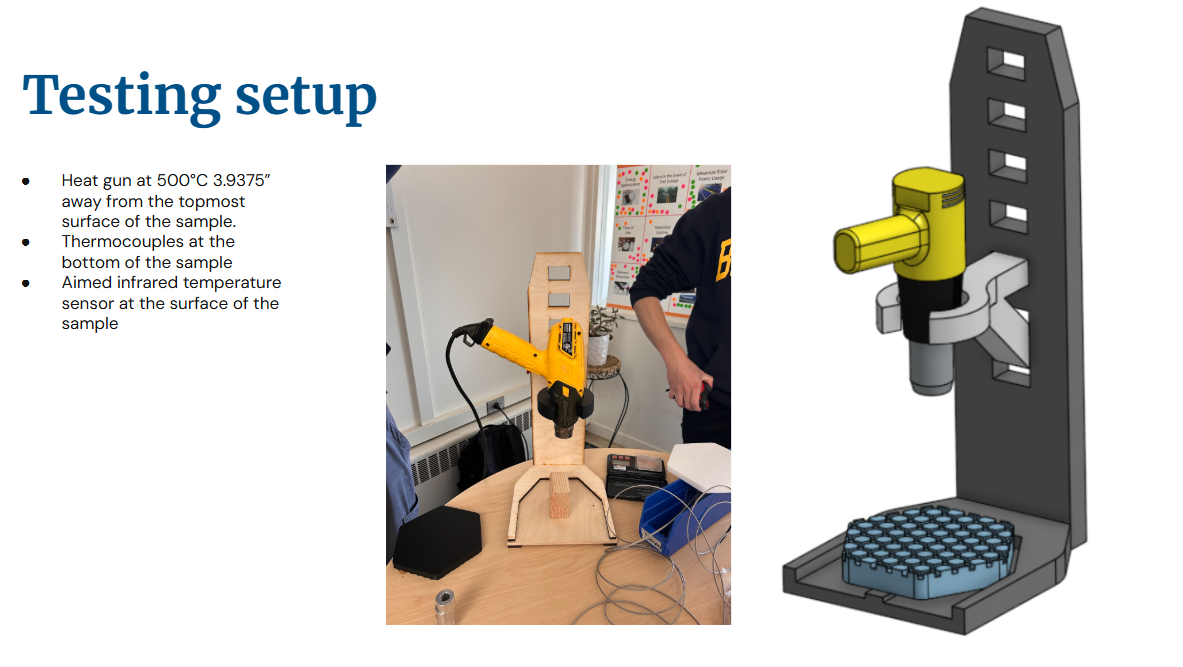 Testing setup
● Heat gun at 500°C 3.9375”
away from the topmost
surface of the sample.
● Thermocouples at the
bottom of the sample
● Aimed infrared temperature
sensor at the surface of the
sample